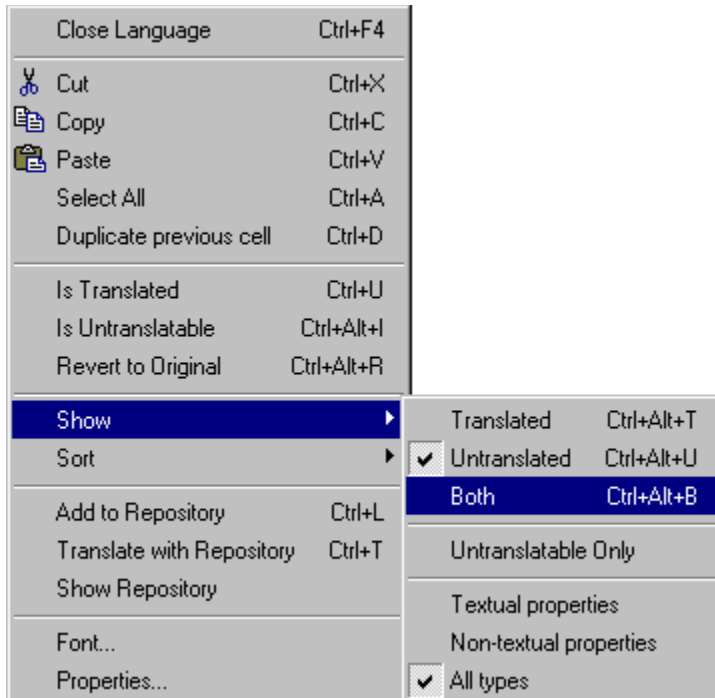 Close Language Ctrl+F4
Cut Ctrl+X
Copy Ctrl+C
Paste Ctrl+V
Select All Ctrl+A
Duplicate previous cell Ctrl+D
Is Translated Ctrl+U
Is Untranslatable Ctrl+Alt+I
Revert to Original Ctrl+Alt+R
Show
Sort
Add to Repository Ctrl+L
Translate with Repository Ctrl+T
Show Repository
Font...
Properties...
Translated Ctrl+Alt+T
Untranslated Ctrl+Alt+U
Both Ctrl+Alt+B
Untranslatable Only
Textual properties
Non-textual properties
All types